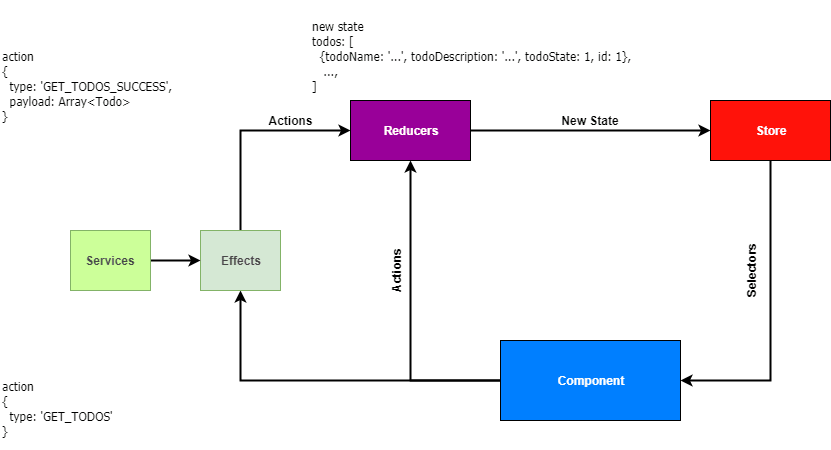 new state
todos: [
{todoName: '...', todoDescription: '...', todoState: 1, id: 1},
...,
]
action
{
type: 'GET_TODOS_SUCCESS',
payload: Array<Todo>
}
Actions
Reducers
New State
Store
Services
Effects
Actions
Selectors
Component
action
{
type: 'GET_TODOS'
}